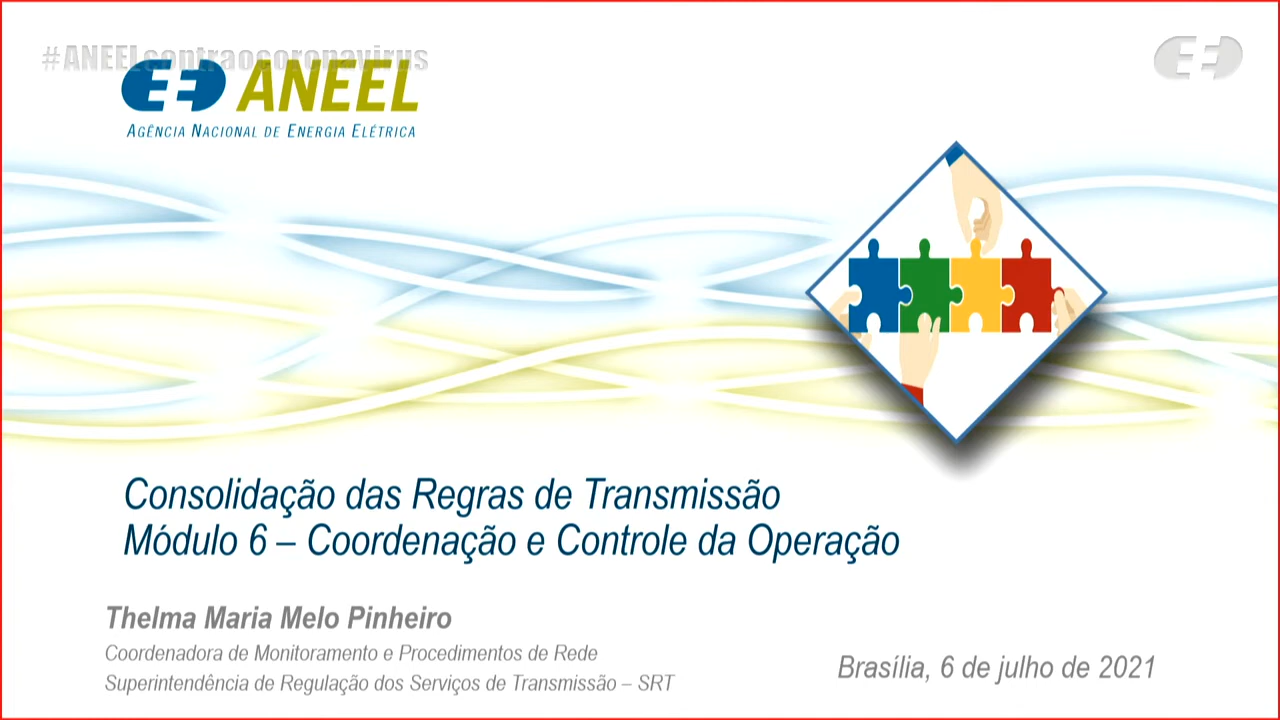 #ANEELcontraocoronavirus
ANEEL
AGÊNCIA NACIONAL DE ENERGIA ELÉTRICA
Consolidação das Regras de Transmissão
Módulo 6 – Coordenação e Controle da Operação
Thelma Maria Melo Pinheiro
Coordenadora de Monitoramento e Procedimentos de Rede
Superintendência de Regulação dos Serviços de Transmissão – SRT
Brasília, 6 de julho de 2021